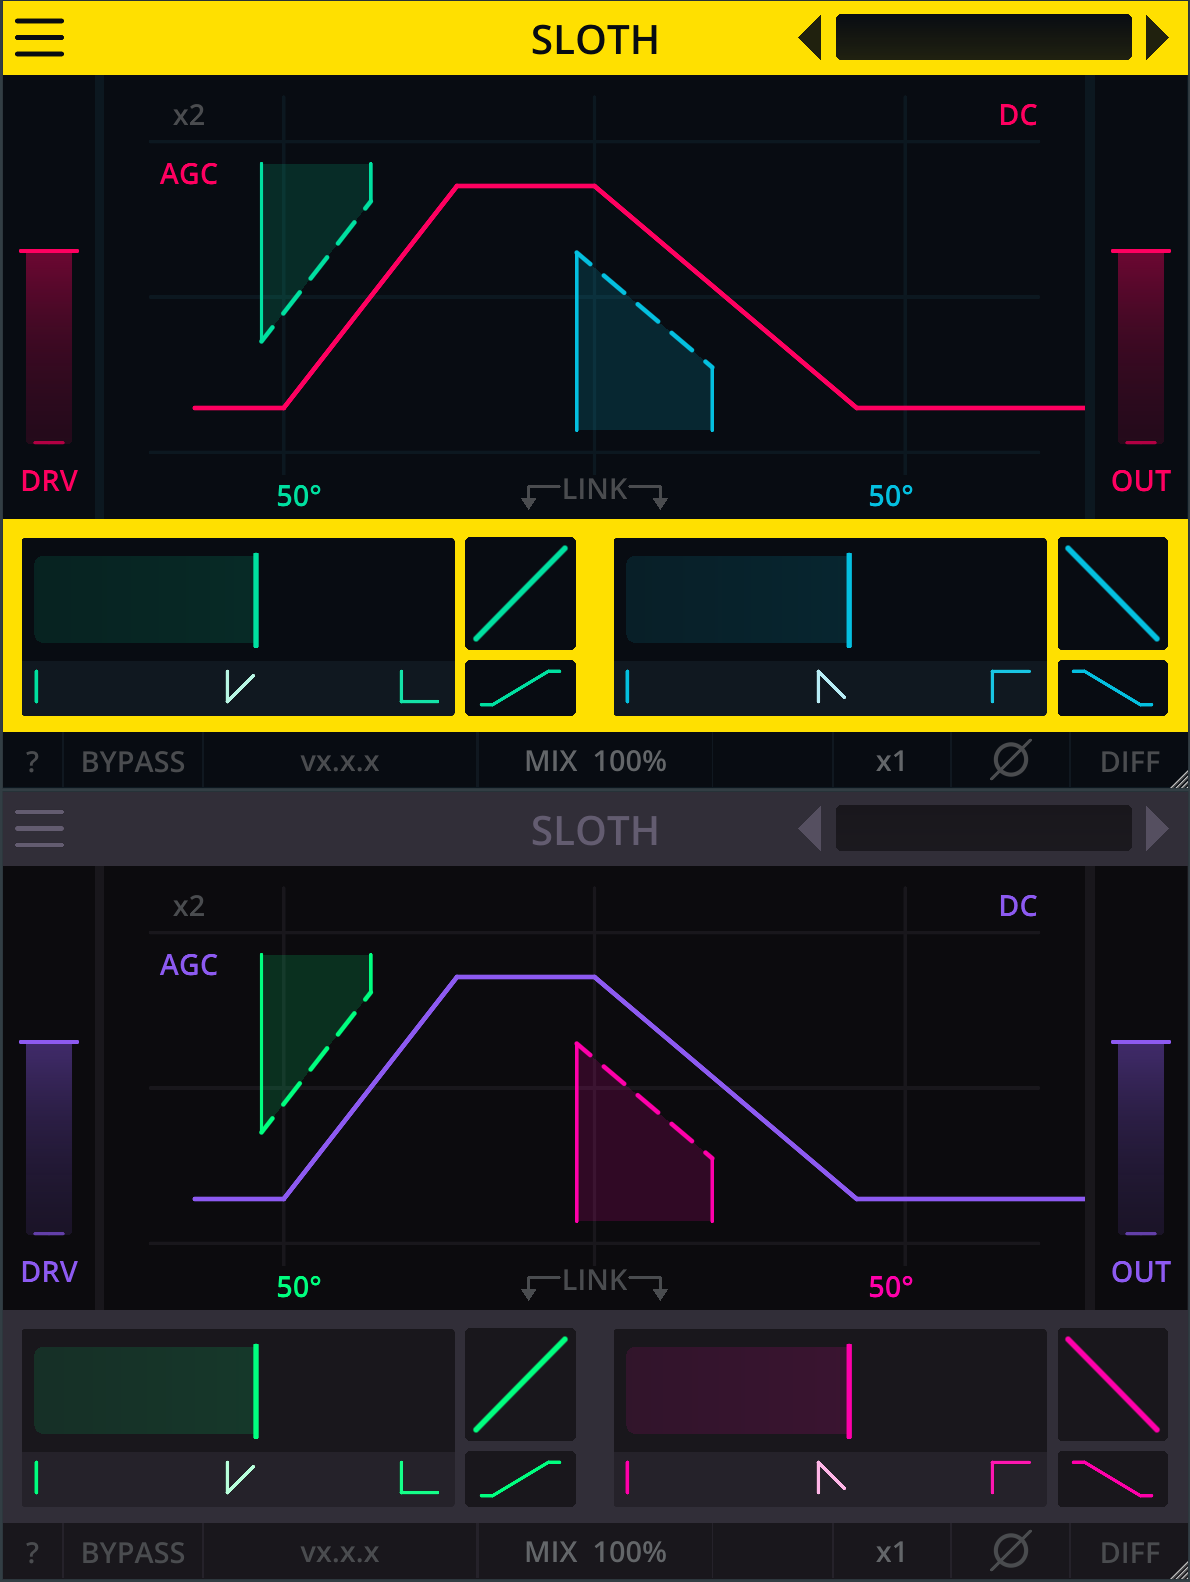 SLOTH
x2 DC
AGC
DRV OUT
50° LINK 50°
? BYPASS vx.x.x MIX 100% x1 Ø DIFF
SLOTH
x2 DC
AGC
DRV OUT
50° LINK 50°
? BYPASS vx.x.x MIX 100% x1 Ø DIFF